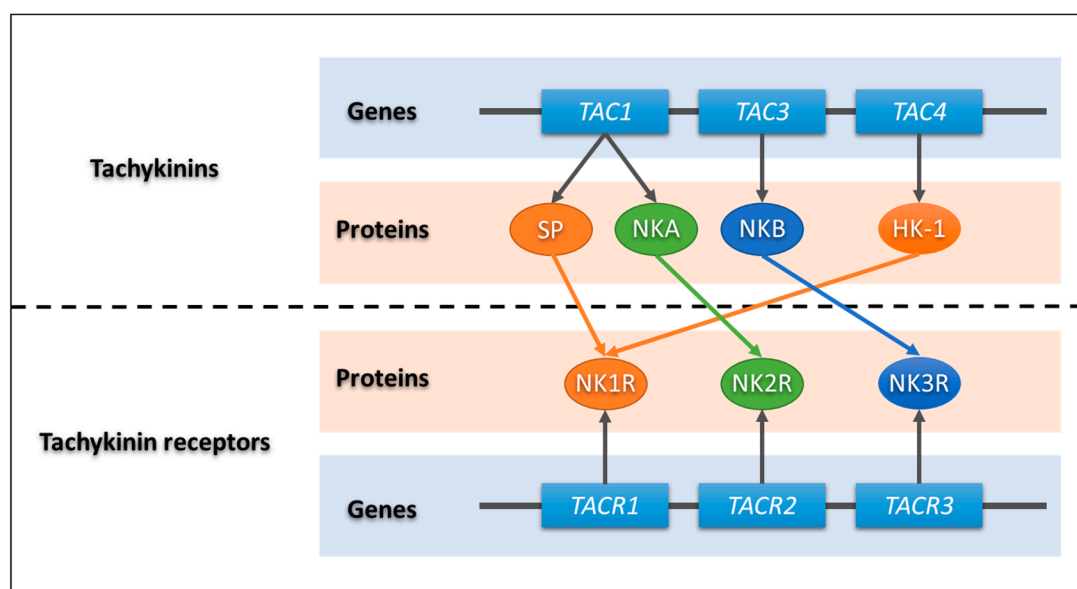 Genes
TAC1 TAC3 TAC4
Tachykinins
Proteins
SP NKA NKB HK-1
Proteins
NK1R NK2R NK3R
Tachykinin receptors
Genes
TACR1 TACR2 TACR3